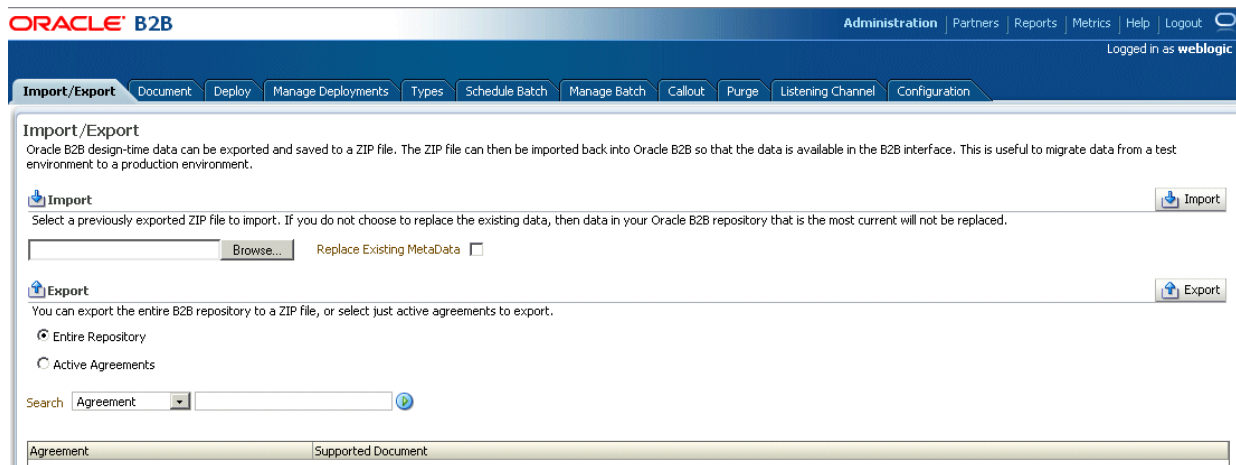 ORACLE B2B
Administration | Partners | Reports | Metrics | Help | Logout
Logged in as weblogic
Import/Export Document Deploy Manage Deployments Types Schedule Batch Manage Batch Callout Purge Listening Channel Configuration
Import/Export
Oracle B2B design-time data can be exported and saved to a ZIP file. The ZIP file can then be imported back into Oracle B2B so that the data is available in the B2B interface. This is useful to migrate data from a test
environment to a production environment.
Import Import
Select a previously exported ZIP file to import. If you do not choose to replace the existing data, then data in your Oracle B2B repository that is the most current will not be replaced.
Browse... Replace Existing MetaData
Export Export
You can export the entire B2B repository to a ZIP file, or select just active agreements to export.
Entire Repository
Active Agreements
Search Agreement
Agreement Supported Document